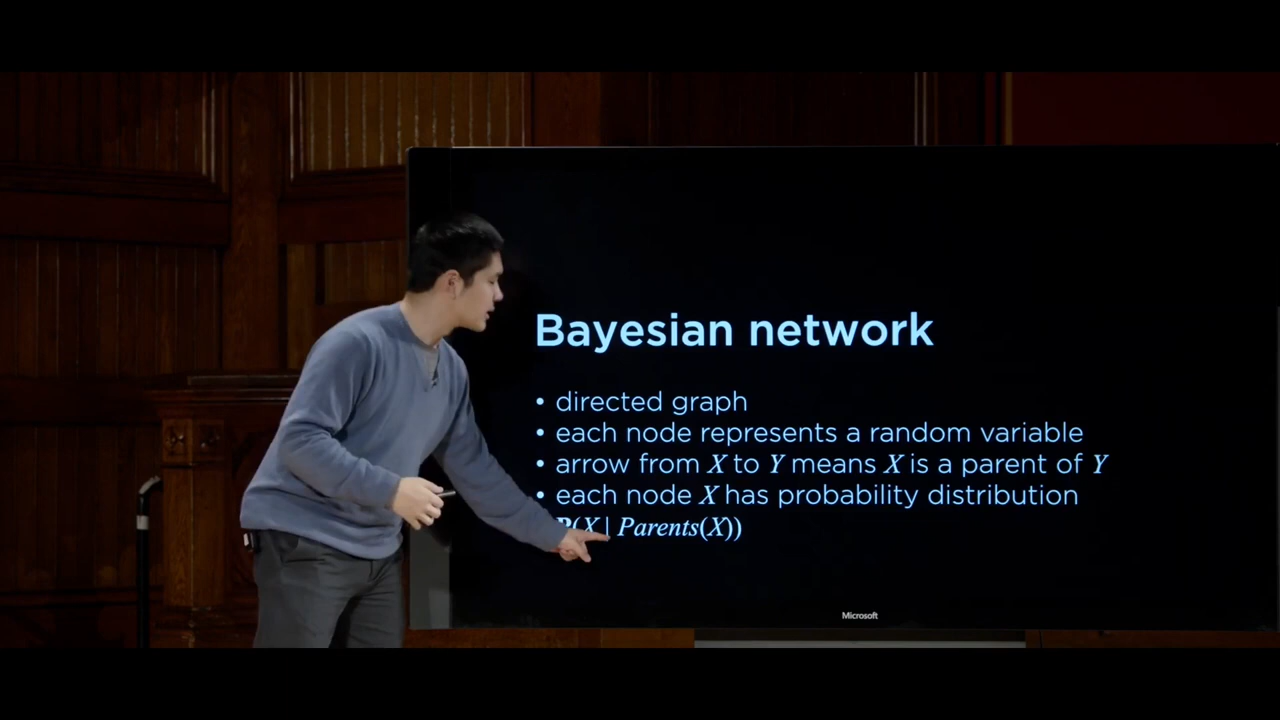 Bayesian network
• directed graph
• each node represents a random variable
• arrow from X to Y means X is a parent of Y
• each node X has probability distribution
P(X | Parents(X))
Microsoft